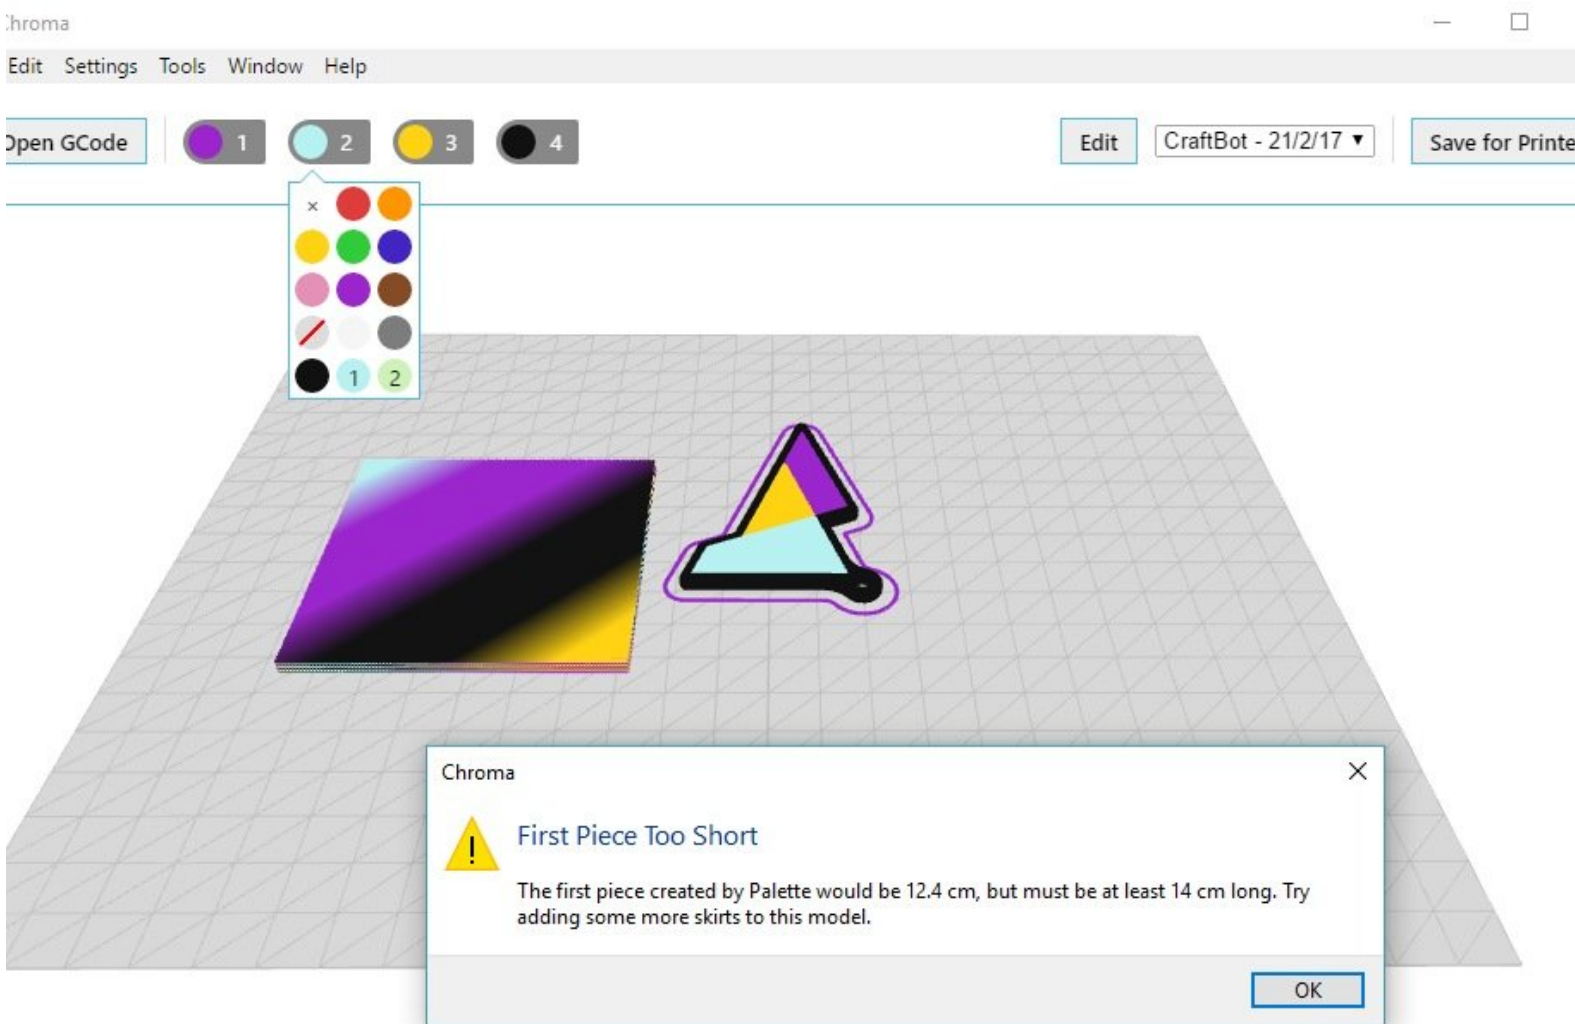 Chroma
Edit Settings Tools Window Help
Open GCode 1 2 3 4 Edit CraftBot - 21/2/17 ▼ Save for Printe
×
1 2
Chroma
First Piece Too Short
The first piece created by Palette would be 12.4 cm, but must be at least 14 cm long. Try
adding some more skirts to this model.
OK